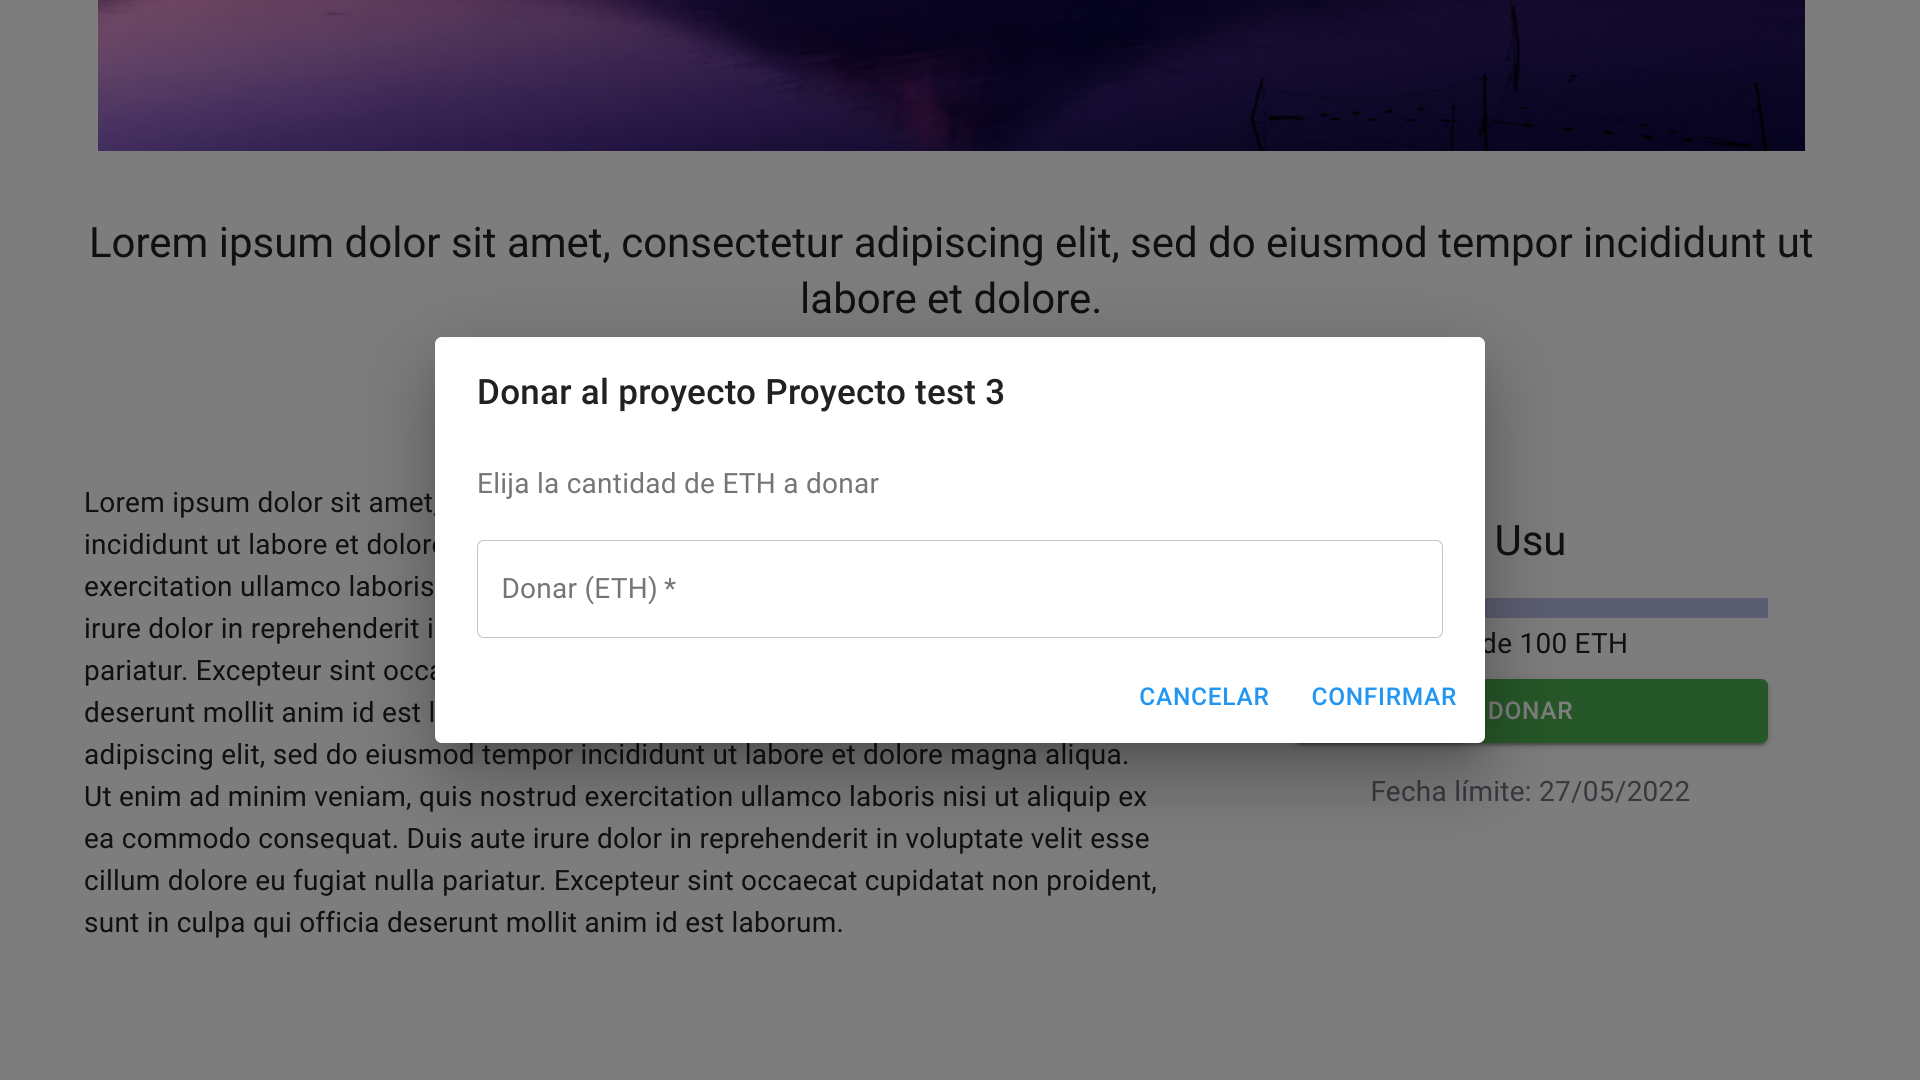 Lorem ipsum dolor sit amet, consectetur adipiscing elit, sed do eiusmod tempor incididunt ut
labore et dolore.
Donar al proyecto Proyecto test 3
Elija la cantidad de ETH a donar
Donar (ETH) *
CANCELAR CONFIRMAR
Lorem ipsum dolor sit amet,
incididunt ut labore et
exercitation ullamco laboris
irure dolor in reprehenderit
pariatur. Excepteur sint
deserunt mollit anim id est
adipiscing elit, sed do eiusmod tempor incididunt ut labore et dolore magna aliqua.
Ut enim ad minim veniam, quis nostrud exercitation ullamco laboris nisi ut aliquip ex
ea commodo consequat. Duis aute irure dolor in reprehenderit in voluptate velit esse
cillum dolore eu fugiat nulla pariatur. Excepteur sint occaecat cupidatat non proident,
sunt in culpa qui officia deserunt mollit anim id est laborum.
Usu
de 100 ETH
DONAR
Fecha límite: 27/05/2022